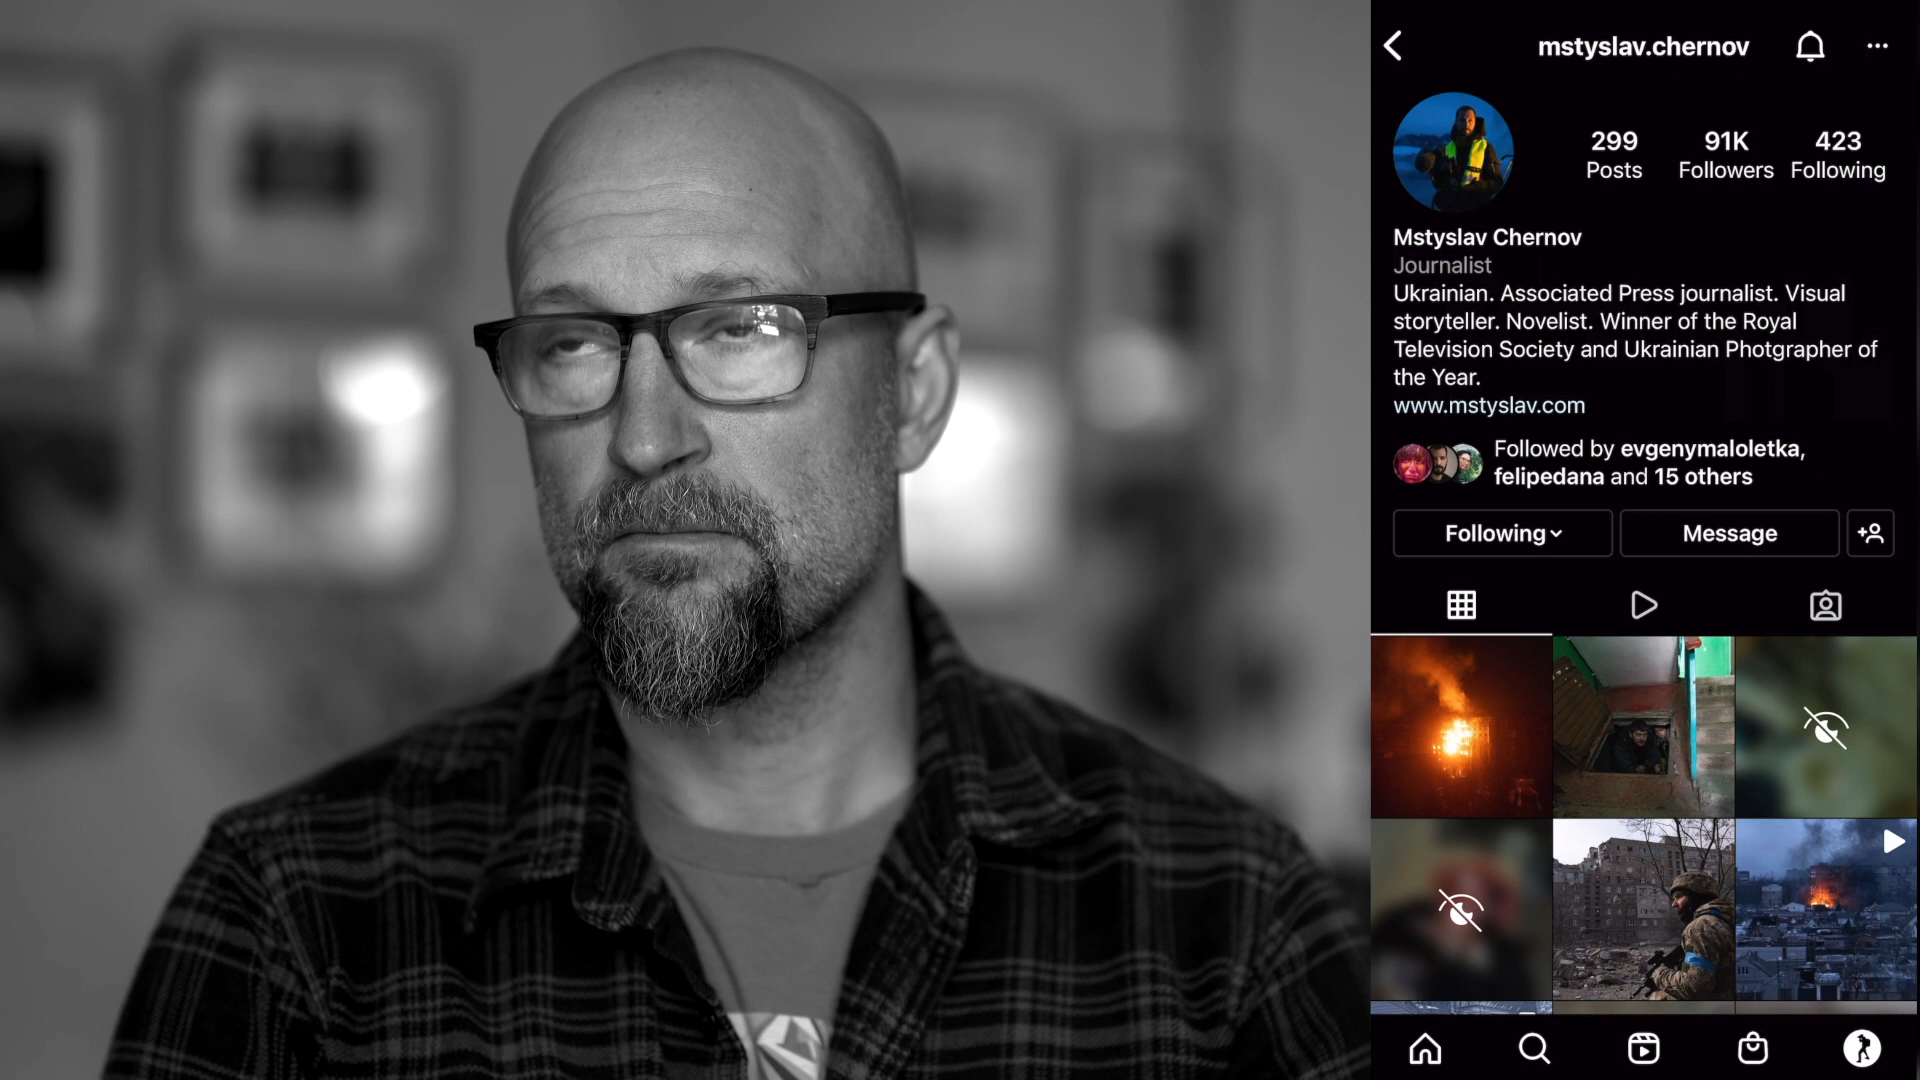 mstyslav.chernov
299 91K 423
Posts Followers Following
Mstyslav Chernov
Journalist
Ukrainian. Associated Press journalist. Visual
storyteller. Novelist. Winner of the Royal
Television Society and Ukrainian Photgrapher of
the Year.
www.mstyslav.com
Followed by evgenymaloletka,
felipedana and 15 others
Following Message